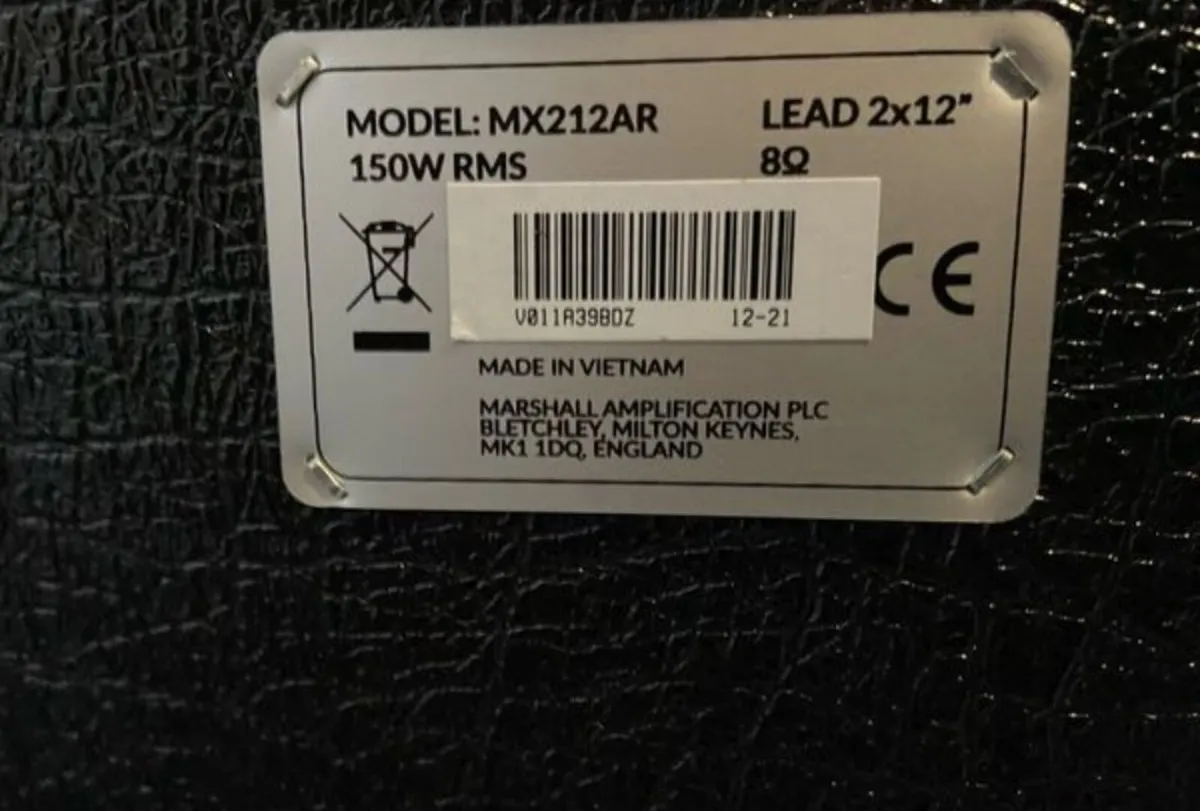 MODEL: MX212AR
LEAD 2x12”
150W RMS
8Ω
V011A39BDZ
12-21
CE
MADE IN VIETNAM
MARSHALL AMPLIFICATION PLC
BLETCHLEY, MILTON KEYNES,
MK1 1DQ, ENGLAND